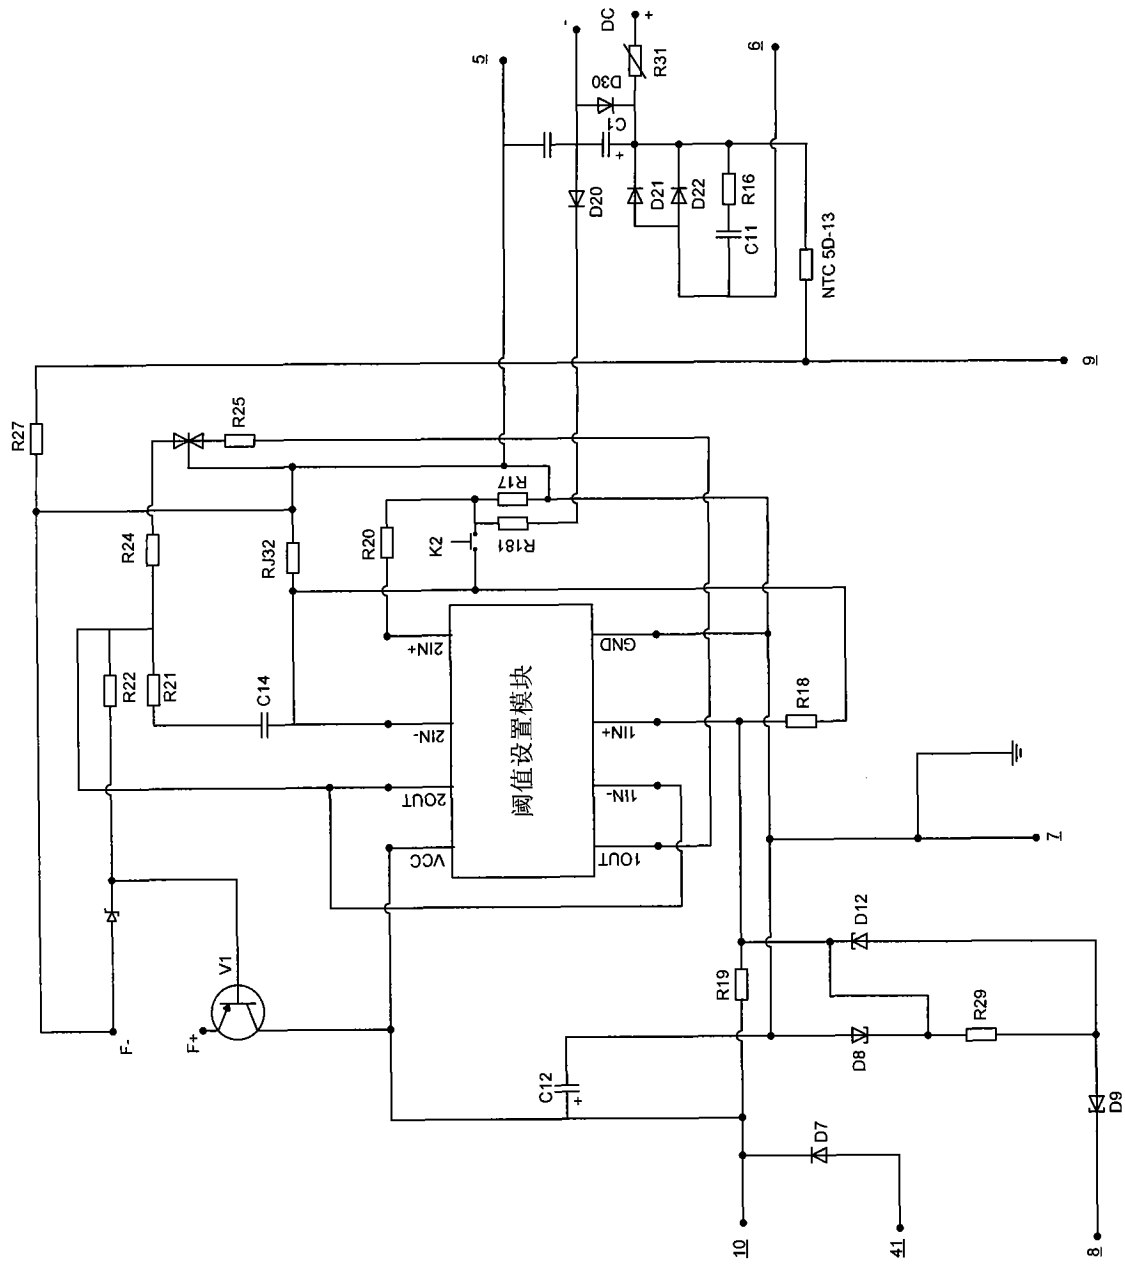 DC
+
-
5
6
R31
D30
C1
+
D20
D21
D22
R16
C11
NTC 5D-13
9
R27
R25
R24
RJ32
R20
K2
R17
R181
R22
R21
C14
2IN+
2IN-
2OUT
VCC
阈值设置模块
GND
1IN+
1IN-
1OUT
R18
7
F-
F+
V1
R19
D12
D8
R29
C12
+
D7
D9
10
41
8